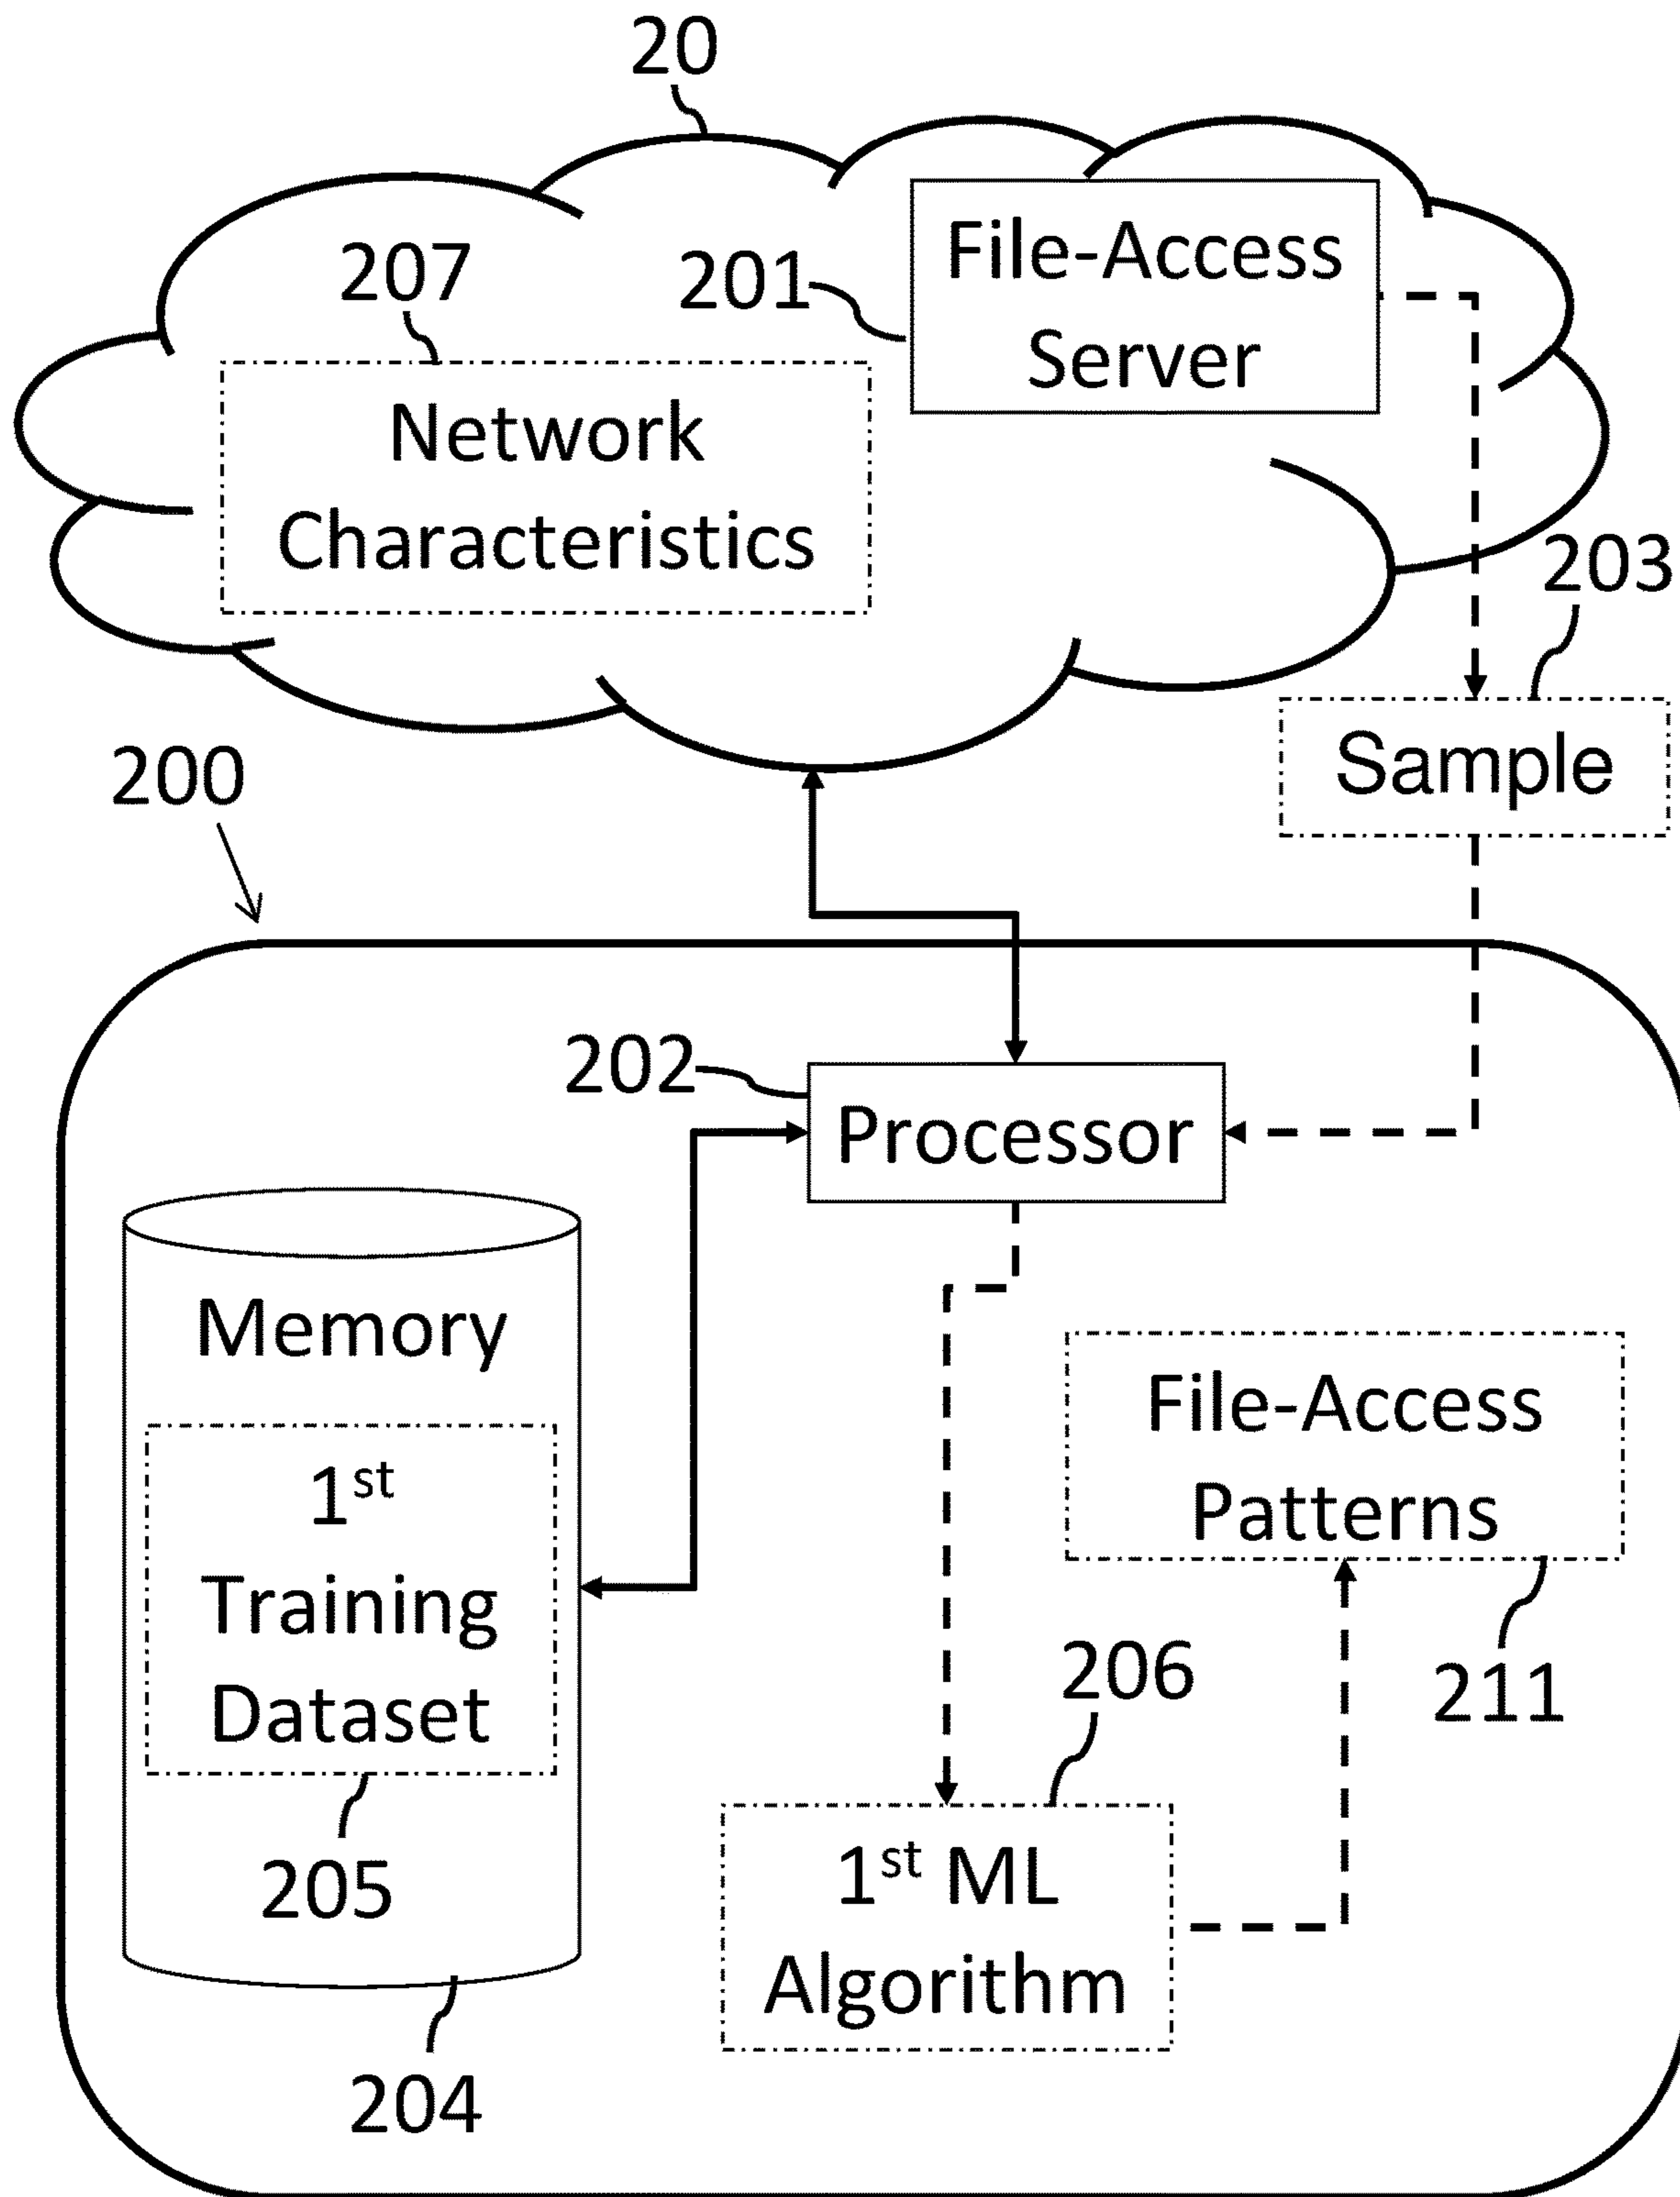 20
207
201
File-Access
Server
Network
Characteristics
203
Sample
200
202
Processor
Memory
1st
Training
Dataset
205
204
File-Access
Patterns
211
206
1st ML
Algorithm